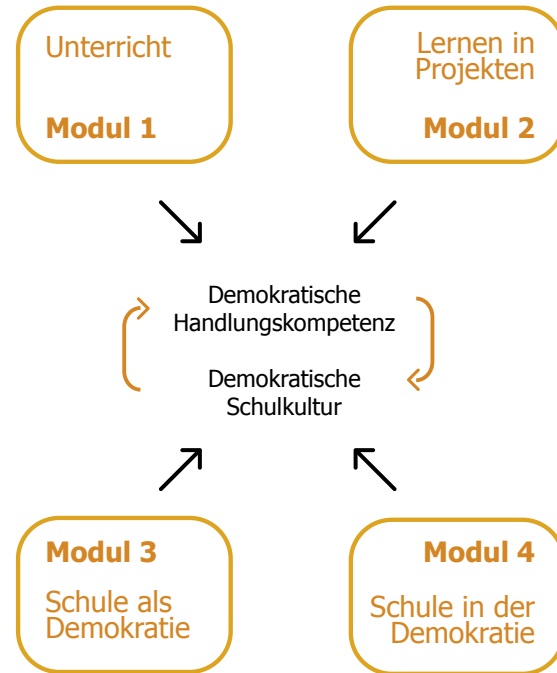 Unterricht
Modul 1
Lernen in
Projekten
Modul 2
Demokratische
Handlungskompetenz
Demokratische
Schulkultur
Modul 3
Schule als
Demokratie
Modul 4
Schule in der
Demokratie